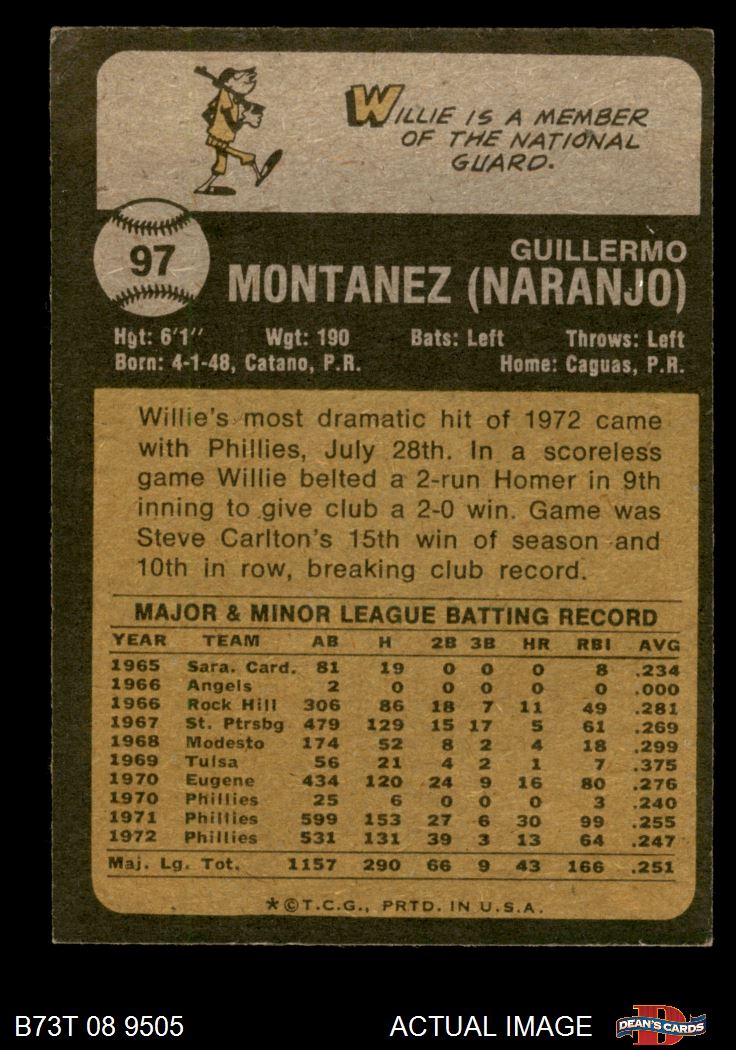 WILLIE IS A MEMBER
OF THE NATIONAL
GUARD.
97
GUILLERMO
MONTANEZ (NARANJO)
Hgt: 6'1" Wgt: 190 Bats: Left Throws: Left
Born: 4-1-48, Catano, P.R. Home: Caguas, P.R.
Willie's most dramatic hit of 1972 came
with Phillies, July 28th. In a scoreless
game Willie belted a 2-run Homer in 9th
inning to give club a 2-0 win. Game was
Steve Carlton's 15th win of season and
10th in row, breaking club record.
MAJOR & MINOR LEAGUE BATTING RECORD
YEAR TEAM AB H 2B 3B HR RBI AVG
1965 Sara. Card. 81 19 0 0 0 8 .234
1966 Angels 2 0 0 0 0 0 .000
1966 Rock Hill 306 86 18 7 11 49 .281
1967 St. Ptrsbg 479 129 15 17 5 61 .269
1968 Modesto 174 52 8 2 4 18 .299
1969 Tulsa 56 21 4 2 1 7 .375
1970 Eugene 434 120 24 9 16 80 .276
1970 Phillies 25 6 0 0 0 3 .240
1971 Phillies 599 153 27 6 30 99 .255
1972 Phillies 531 131 39 3 13 64 .247
Maj. Lg. Tot. 1157 290 66 9 43 166 .251
*©T.C.G., PRTD. IN U.S.A.
B73T 08 9505 ACTUAL IMAGE DEAN'S CARDS